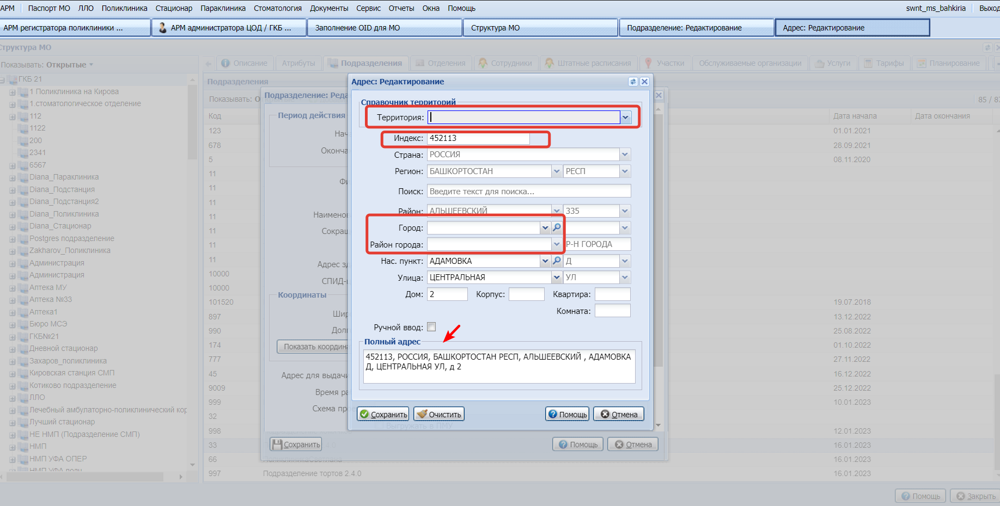 АРМ Паспорт МО ЛЛО Поликлиника Стационар Параклиника Стоматология Документы Сервис Отчеты Окна Помощь swnt_ms_bahkiria Выход
АРМ регистратора поликлиники ... АРМ администратора ЦОД / ГКБ ... Заполнение OID для МО Структура МО Подразделение: Редактирование Адрес: Редактирование
Структура МО
Показывать: Открытые
ГКБ 21
1 Поликлиника на Кирова
1.стоматологическое отделение
112
1122
200
2341
6567
Diana_Параклиника
Diana_Подстанция
Diana_Подстанция2
Diana_Поликлиника
Diana_Стационар
Postgres подразделение
Zakharov_Поликлиника
Администрация
Администрация
Аптека МУ
Аптека №33
Аптека1
Бюро МСЭ
ГКБ№21
Дневной стационар
Захаров_поликлиника
Кировская станция СМП
Котиково подразделение
ЛЛО
Лечебный амбулаторно-поликлинический кор
Лучший стационар
НЕ НМП (Подразделение СМП)
НМП
НМП УФА ОПЕР
НМП УФА
Описание Атрибуты Подразделения Отделения Сотрудники Штатные расписания Участки Обслуживаемые организации Услуги Тарифы Планирование
Подразделения
Показывать: О
85 / 87
Код Дата начала Дата окончания
123 01.01.2021
678 28.09.2021
5 08.11.2020
11
11
11
11
11
11
11
10000
10000
101520 19.07.2018
897 13.12.2022
990 25.08.2022
174 01.10.2022
777 27.11.2022
45 16.12.2022
9009 25.12.2022
999 10.01.2023
32
998 12.01.2023
33 16.01.2023
66 ПоликлиникаСветлана 16.01.2023
997 Подразделение тортов 2.4.0 16.01.2023
Подразделение: Реда
Период действия
Нач
Оконча
Фи
Наимено
Сокращ
Адрес зд
СПИД-
Координаты
Шир
Долг
Показать координа
Адрес для выдачи
Время ра
Схема прое
Выгружать в ПМУ
Сохранить Помощь Отмена
Адрес: Редактирование
Справочник территорий
Территория:
Индекс: 452113
Страна: РОССИЯ
Регион: БАШКОРТОСТАН РЕСП
Поиск: Введите текст для поиска...
Район: АЛЬШЕЕВСКИЙ 335
Город:
Район города: Р-Н ГОРОДА
Нас. пункт: АДАМОВКА Д
Улица: ЦЕНТРАЛЬНАЯ УЛ
Дом: 2 Корпус: Квартира:
Комната:
Ручной ввод:
Полный адрес
452113, РОССИЯ, БАШКОРТОСТАН РЕСП, АЛЬШЕЕВСКИЙ , АДАМОВКА
Д, ЦЕНТРАЛЬНАЯ УЛ, д 2
Сохранить Очистить Помощь Отмена
Помощь Закрыть